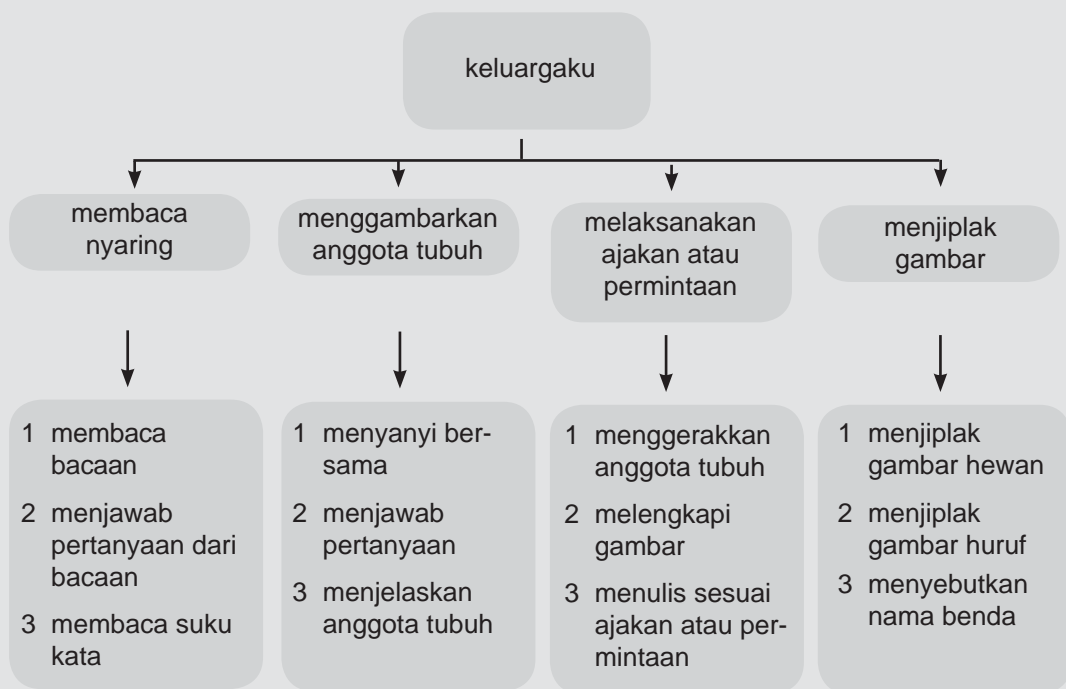 keluargaku
membaca
nyaring
menggambarkan
anggota tubuh
melaksanakan
ajakan atau
permintaan
menjiplak
gambar
1 membaca
bacaan
2 menjawab
pertanyaan dari
bacaan
3 membaca suku
kata
1 menyanyi ber-
sama
2 menjawab
pertanyaan
3 menjelaskan
anggota tubuh
1 menggerakkan
anggota tubuh
2 melengkapi
gambar
3 menulis sesuai
ajakan atau per-
mintaan
1 menjiplak
gambar hewan
2 menjiplak
gambar huruf
3 menyebutkan
nama benda